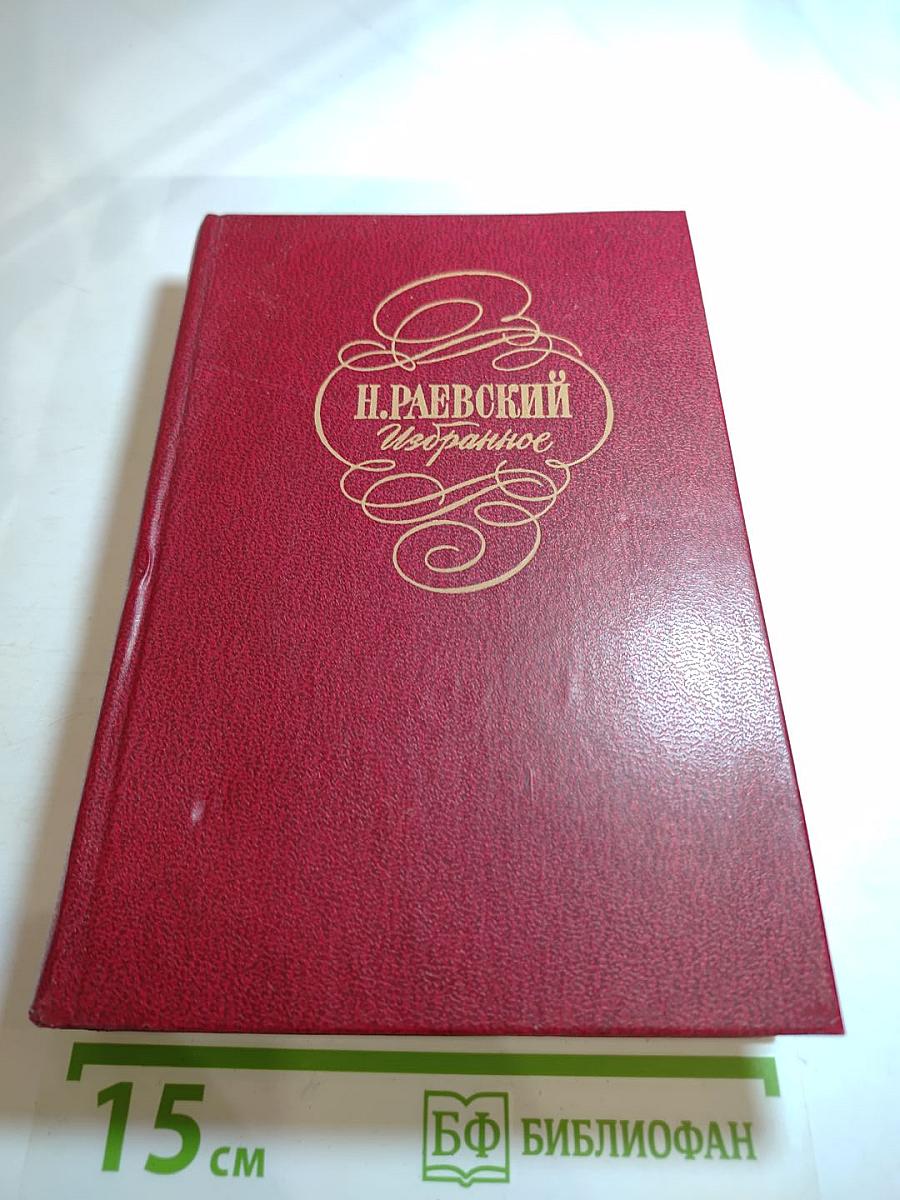 Н.РАЕВСКИЙ
Избранное
15 см
БФ БИБЛИОФАН